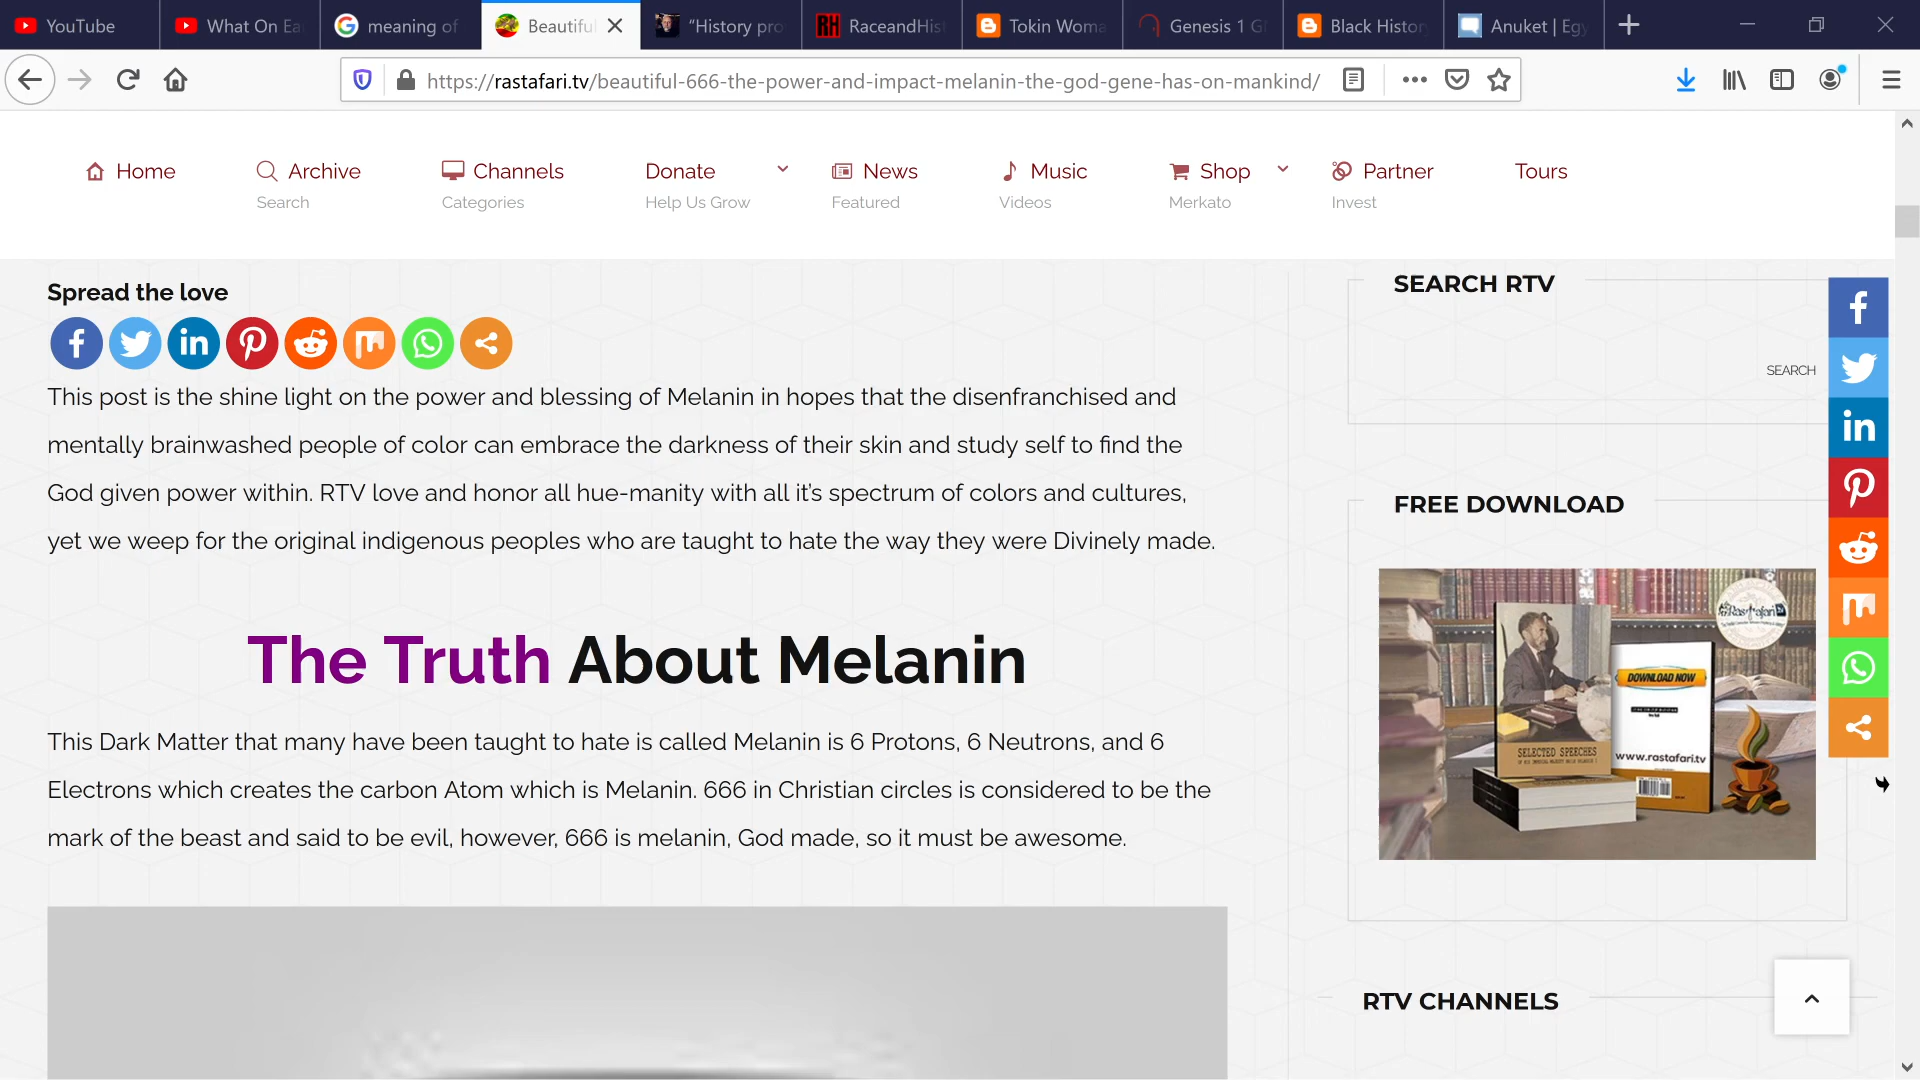 YouTube
What On Ea
meaning of
Beautiful
“History pro
RaceandHist
Tokin Woma
Genesis 1 G
Black History
Anuket | Egy
https://rastafari.tv/beautiful-666-the-power-and-impact-melanin-the-god-gene-has-on-mankind/
Home
Archive
Search
Channels
Categories
Donate
Help Us Grow
News
Featured
Music
Videos
Shop
Merkato
Partner
Invest
Tours
Spread the love
This post is the shine light on the power and blessing of Melanin in hopes that the disenfranchised and
mentally brainwashed people of color can embrace the darkness of their skin and study self to find the
God given power within. RTV love and honor all hue-manity with all it’s spectrum of colors and cultures,
yet we weep for the original indigenous peoples who are taught to hate the way they were Divinely made.
The Truth About Melanin
This Dark Matter that many have been taught to hate is called Melanin is 6 Protons, 6 Neutrons, and 6
Electrons which creates the carbon Atom which is Melanin. 666 in Christian circles is considered to be the
mark of the beast and said to be evil, however, 666 is melanin, God made, so it must be awesome.
SEARCH RTV
SEARCH
FREE DOWNLOAD
Rastafari
DOWNLOAD NOW
SELECTED SPEECHES
www.rastafari.tv
RTV CHANNELS